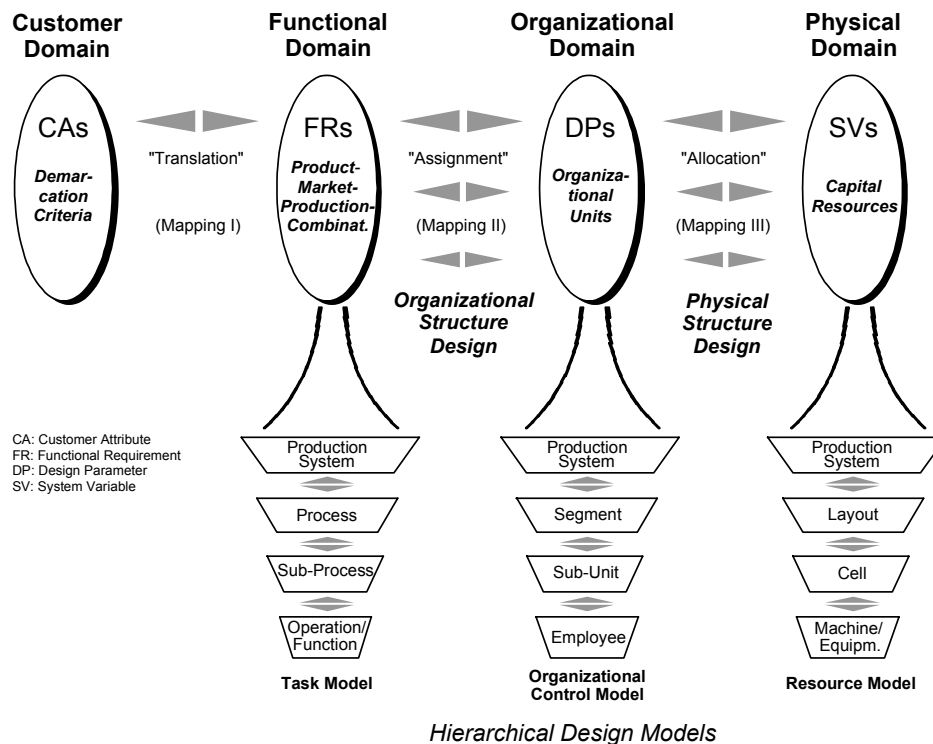 Customer
Domain
Functional
Domain
Organizational
Domain
Physical
Domain
CAs
Demar-
cation
Criteria
"Translation"
(Mapping I)
FRs
Product-
Market-
Production-
Combinat.
"Assignment"
(Mapping II)
Organizational
Structure
Design
DPs
Organiza-
tional
Units
"Allocation"
(Mapping III)
Physical
Structure
Design
SVs
Capital
Resources
CA: Customer Attribute
FR: Functional Requirement
DP: Design Parameter
SV: System Variable
Production
System
Process
Sub-Process
Operation/
Function
Task Model
Production
System
Segment
Sub-Unit
Employee
Organizational
Control Model
Production
System
Layout
Cell
Machine/
Equipm.
Resource Model
Hierarchical Design Models